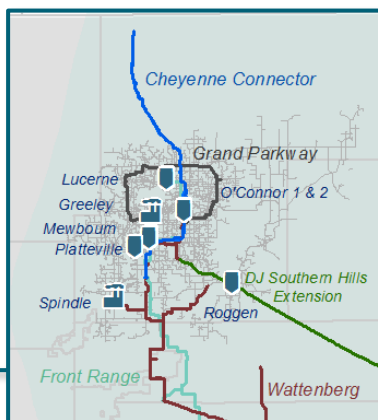 Cheyenne Connector
Grand Parkway
Lucerne
O'Connor 1 & 2
Greeley
Mewbourn
Platteville
DJ Southern Hills
Extension
Spindle
Roggen
Front Range
Wattenberg